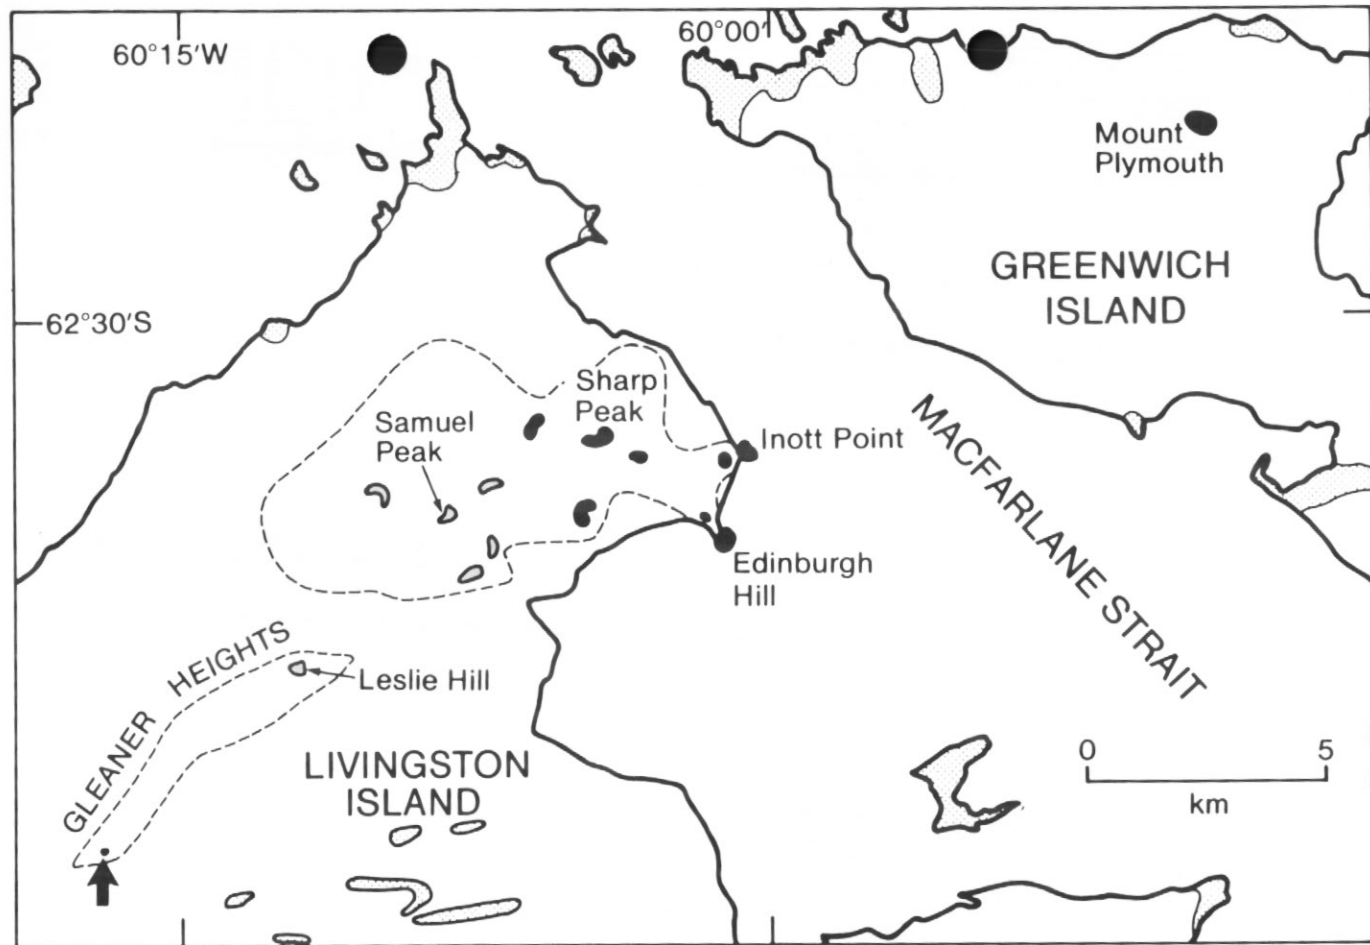 60°15′W
60°00′
Mount
Plymouth
GREENWICH
ISLAND
62°30′S
Sharp
Peak
Samuel
Peak
Inott Point
MACFARLANE STRAIT
Edinburgh
Hill
GLEANER HEIGHTS
Leslie Hill
LIVINGSTON
ISLAND
0 5
km